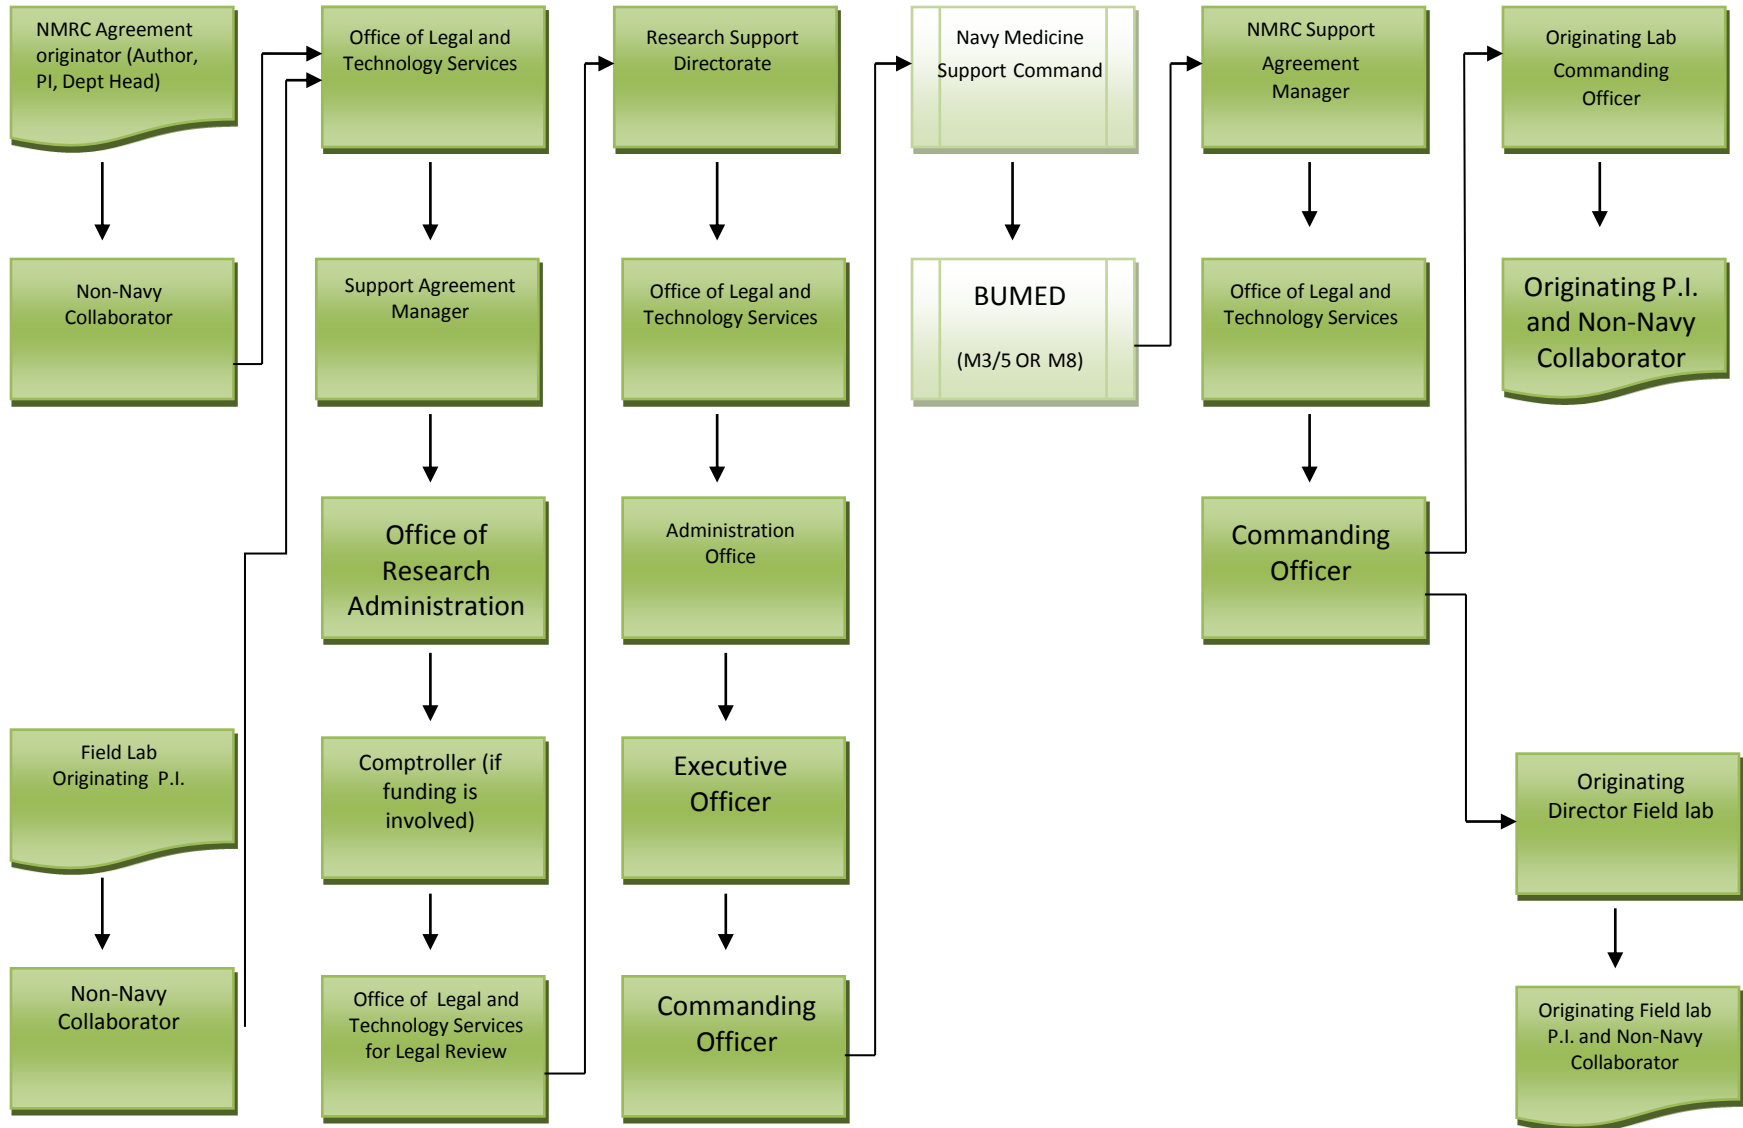 NMRC Agreement
originator (Author,
PI, Dept Head)
Non-Navy
Collaborator
Field Lab
Originating P.I.
Non-Navy
Collaborator
Office of Legal and
Technology Services
Support Agreement
Manager
Office of
Research
Administration
Comptroller (if
funding is
involved)
Office of Legal and
Technology Services
for Legal Review
Research Support
Directorate
Office of Legal and
Technology Services
Administration
Office
Executive
Officer
Commanding
Officer
Navy Medicine
Support Command
BUMED
(M3/5 OR M8)
NMRC Support
Agreement
Manager
Office of Legal and
Technology Services
Commanding
Officer
Originating Lab
Commanding
Officer
Originating P.I.
and Non-Navy
Collaborator
Originating
Director Field lab
Originating Field lab
P.I. and Non-Navy
Collaborator